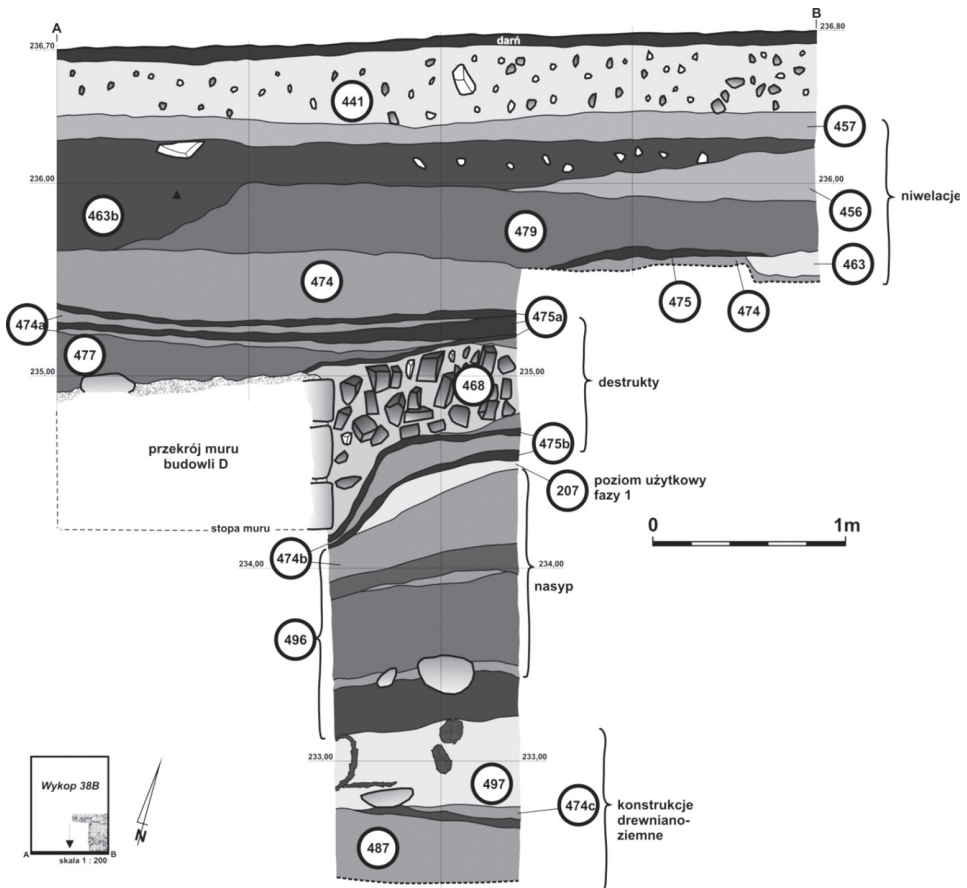 A
B
236,70
236,80
darń
441
457
236,00
236,00
463b
479
456
niwelacje
463
474
475
474
474a
475a
477
235,00
235,00
468
destrukty
przekrój muru
budowli D
475b
207
poziom użytkowy
fazy 1
0
1m
stopa muru
474b
234,00
234,00
nasyp
496
233,00
233,00
497
474c
konstrukcje
drewniano-
ziemne
487
Wykop 38B
N
A
B
skala 1 : 200